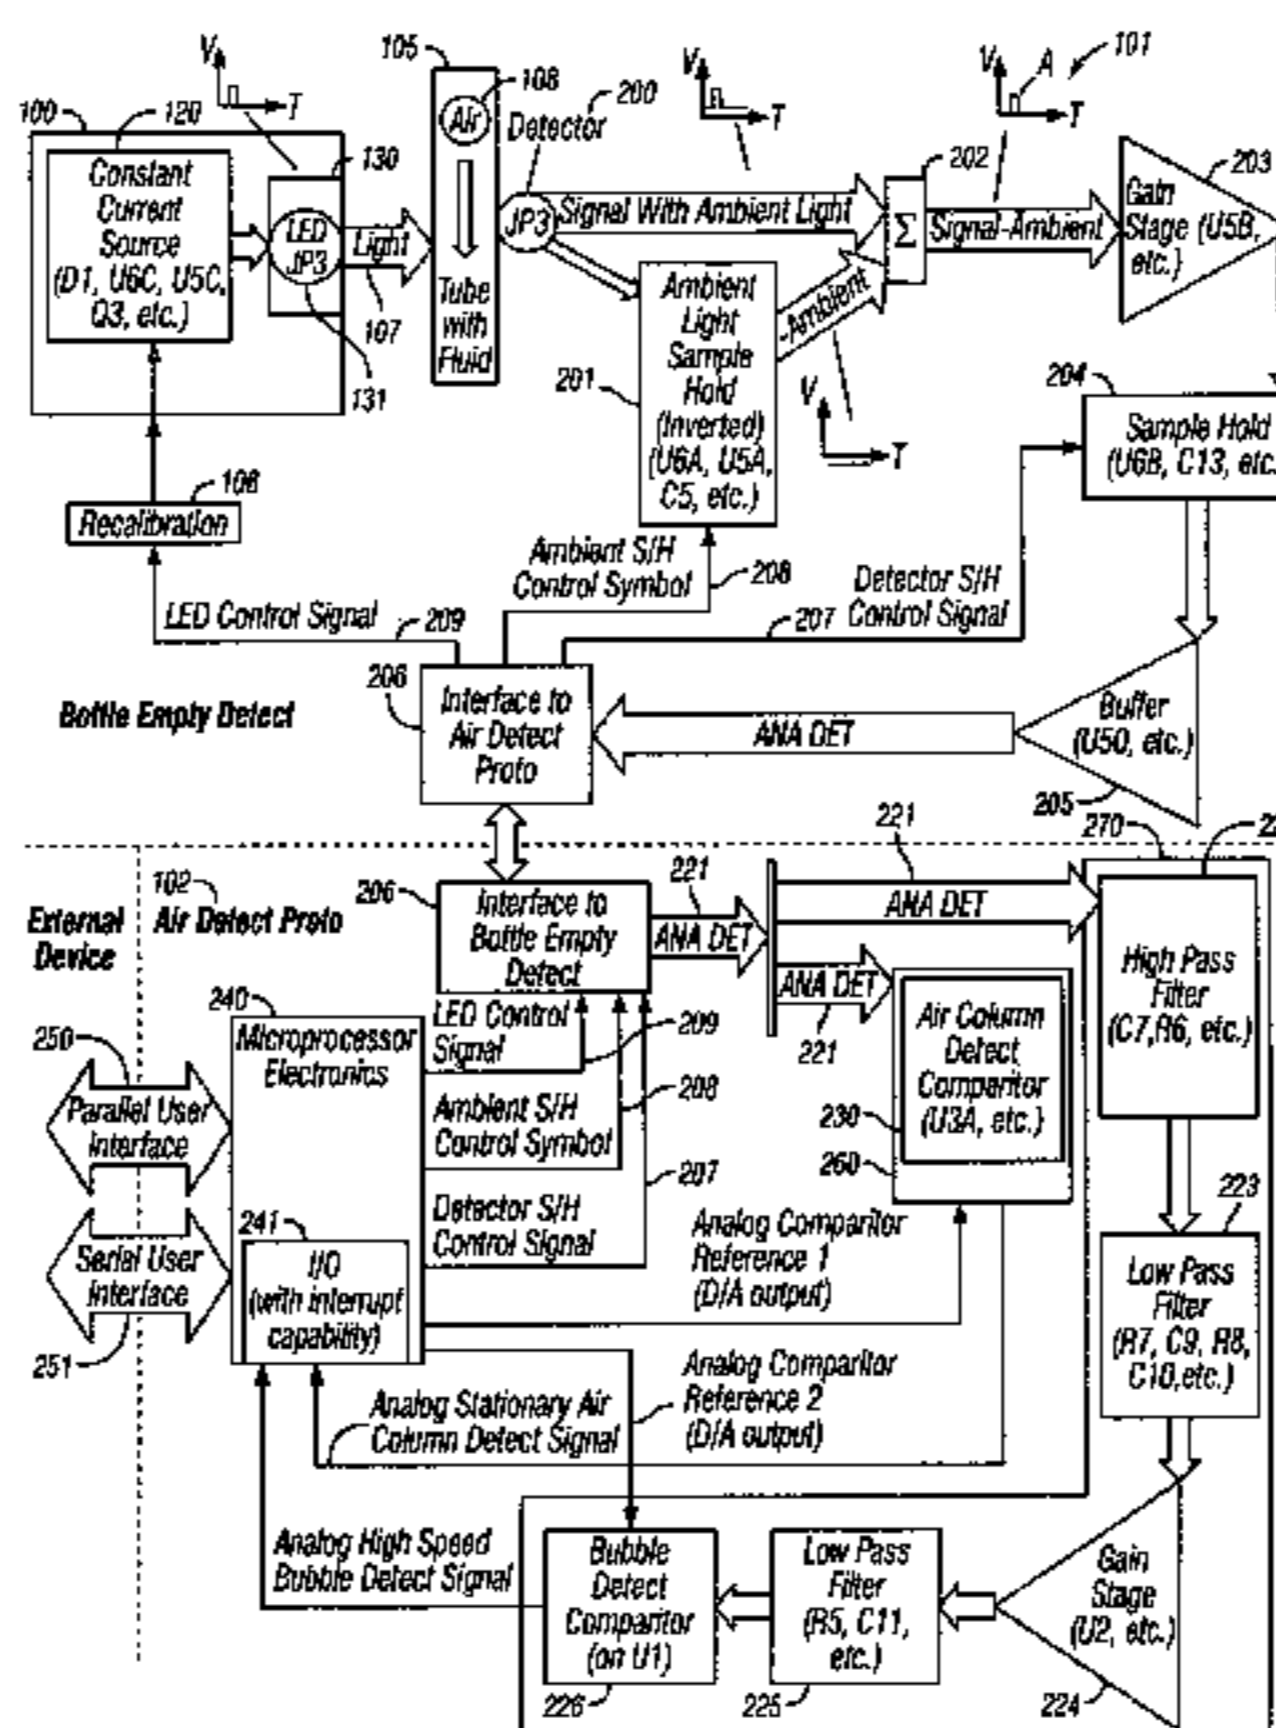 100
120
V
T
130
Constant
Current
Source
(D1, U6C, U5C,
Q3, etc.)
LED
JP3
Light
107
131
105
108
Air
Tube
with
Fluid
200
Detector
JP3
V
T
Signal With Ambient Light
Ambient
Light
Sample
Hold
(Inverted)
(U6A, U5A,
C5, etc.)
201
-Ambient
V
T
202
Σ
V
A
T
101
Signal-Ambient
203
Gain
Stage (U5B,
etc.)
204
Sample Hold
(U6B, C13, etc.
Recalibration
LED Control Signal
209
Ambient S/H
Control Symbol
208
207
Detector S/H
Control Signal
Bottle Empty Detect
206
Interface to
Air Detect
Proto
ANA DET
Buffer
(U5O, etc.)
205
External
Device
102
Air Detect Proto
206
Interface to
Bottle Empty
Detect
221
ANA DET
221
ANA DET
ANA DET
221
270
22
High Pass
Filter
(C7,R6, etc.)
Air Column
Detect
Comparitor
(U3A, etc.)
230
260
240
Microprocessor
Electronics
241
I/O
(with interrupt
capability)
250
Parallel User
Interface
Serial User
Interface
251
LED Control
Signal
209
Ambient S/H
Control Symbol
208
Detector S/H
Control Signal
207
Analog Comparitor
Reference 1
(D/A output)
Analog Comparitor
Reference 2
(D/A output)
Analog Stationary Air
Column Detect Signal
Analog High Speed
Bubble Detect Signal
223
Low Pass
Filter
(R7, C9, R8,
C10,etc.)
Gain
Stage
(U2, etc.)
224
Low Pass
Filter
(R5, C11,
etc.)
225
Bubble
Detect
Comparitor
(on U1)
226